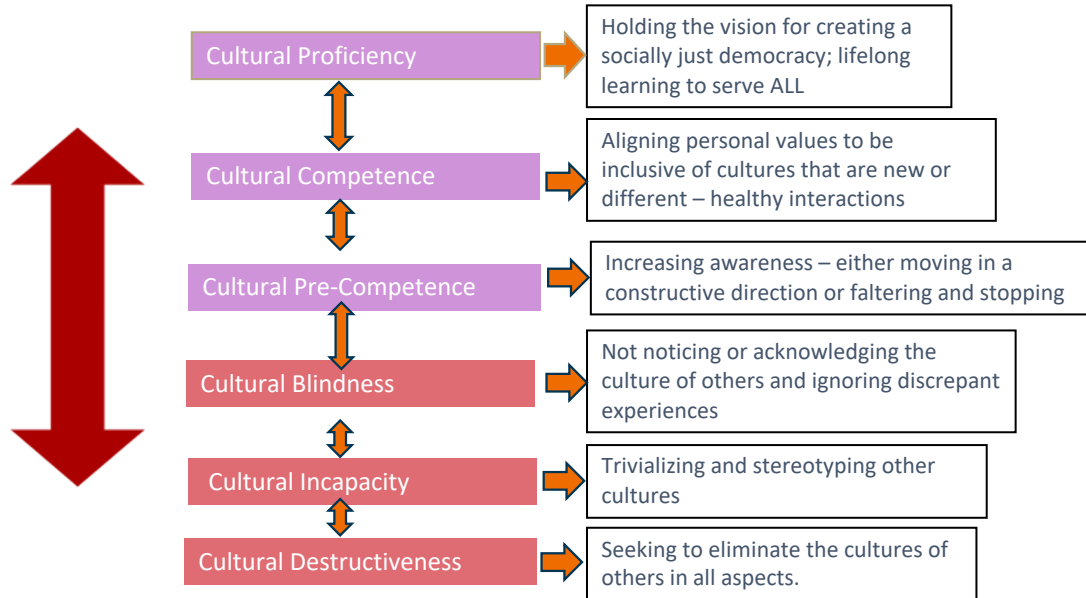 Cultural Proficiency
Holding the vision for creating a
socially just democracy; lifelong
learning to serve ALL
Cultural Competence
Aligning personal values to be
inclusive of cultures that are new or
different – healthy interactions
Cultural Pre-Competence
Increasing awareness – either moving in a
constructive direction or faltering and stopping
Cultural Blindness
Not noticing or acknowledging the
culture of others and ignoring discrepant
experiences
Cultural Incapacity
Trivializing and stereotyping other
cultures
Cultural Destructiveness
Seeking to eliminate the cultures of
others in all aspects.